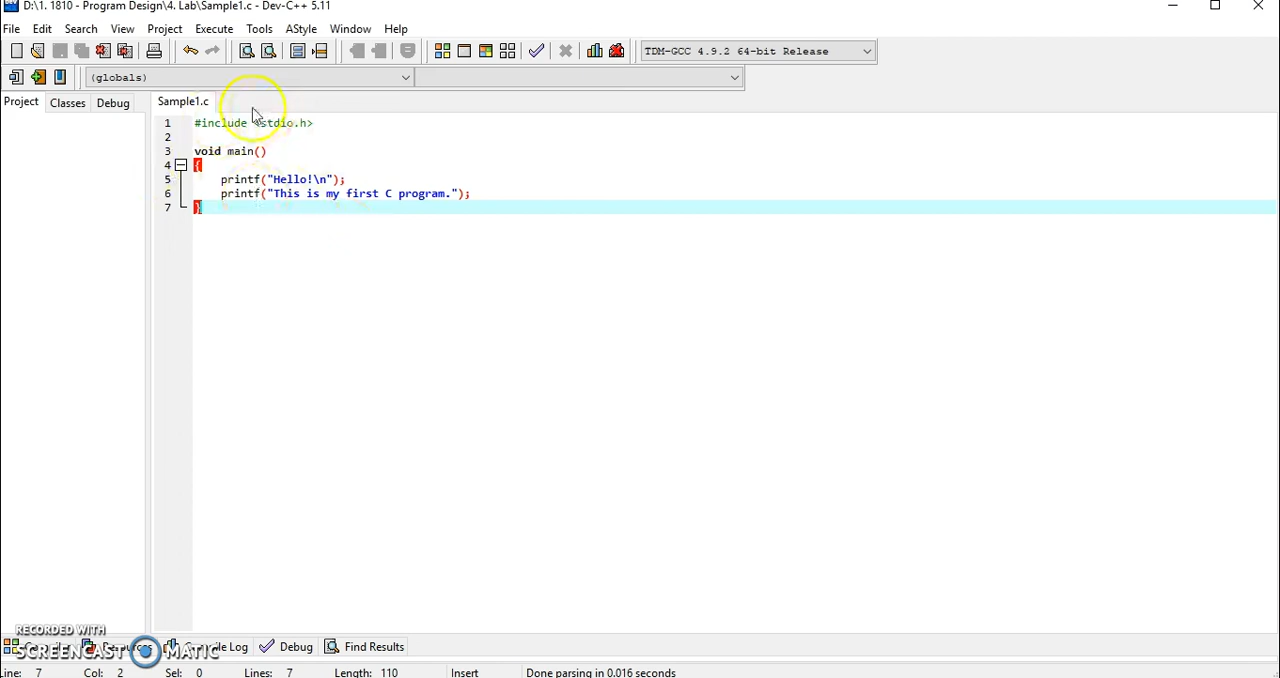 D:\1. 1810 - Program Design\4. Lab\Sample1.c - Dev-C++ 5.11
File Edit Search View Project Execute Tools AStyle Window Help
TDM-GCC 4.9.2 64-bit Release
(globals)
Project Classes Debug Sample1.c
1 #include <stdio.h>
2
3 void main()
4 {
5 printf("Hello!\n");
6 printf("This is my first C program.");
7 }
RECORDED WITH
SCREENCAST MATIC
Log Debug Find Results
Line: 7 Col: 2 Sel: 0 Lines: 7 Length: 110 Insert Done parsing in 0.016 seconds